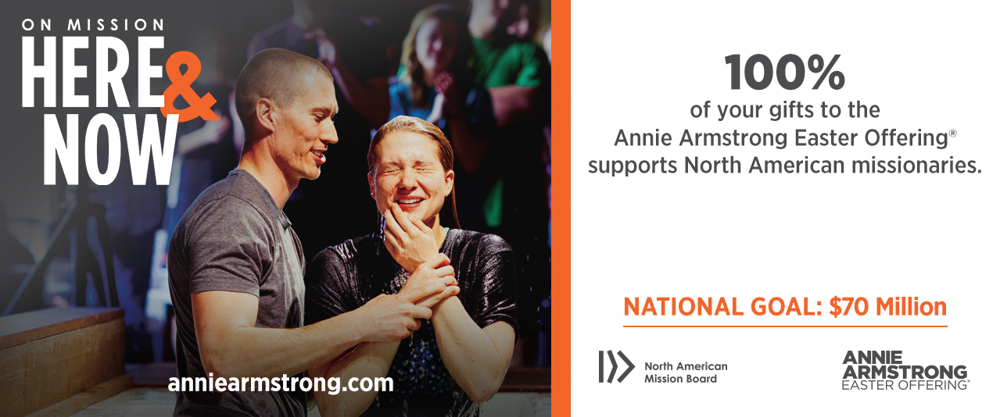 ON MISSION
HERE &
NOW
anniearmstrong.com
100%
of your gifts to the
Annie Armstrong Easter Offering®
supports North American missionaries.
NATIONAL GOAL: $70 Million
North American
Mission Board
ANNIE
ARMSTRONG
EASTER OFFERING®